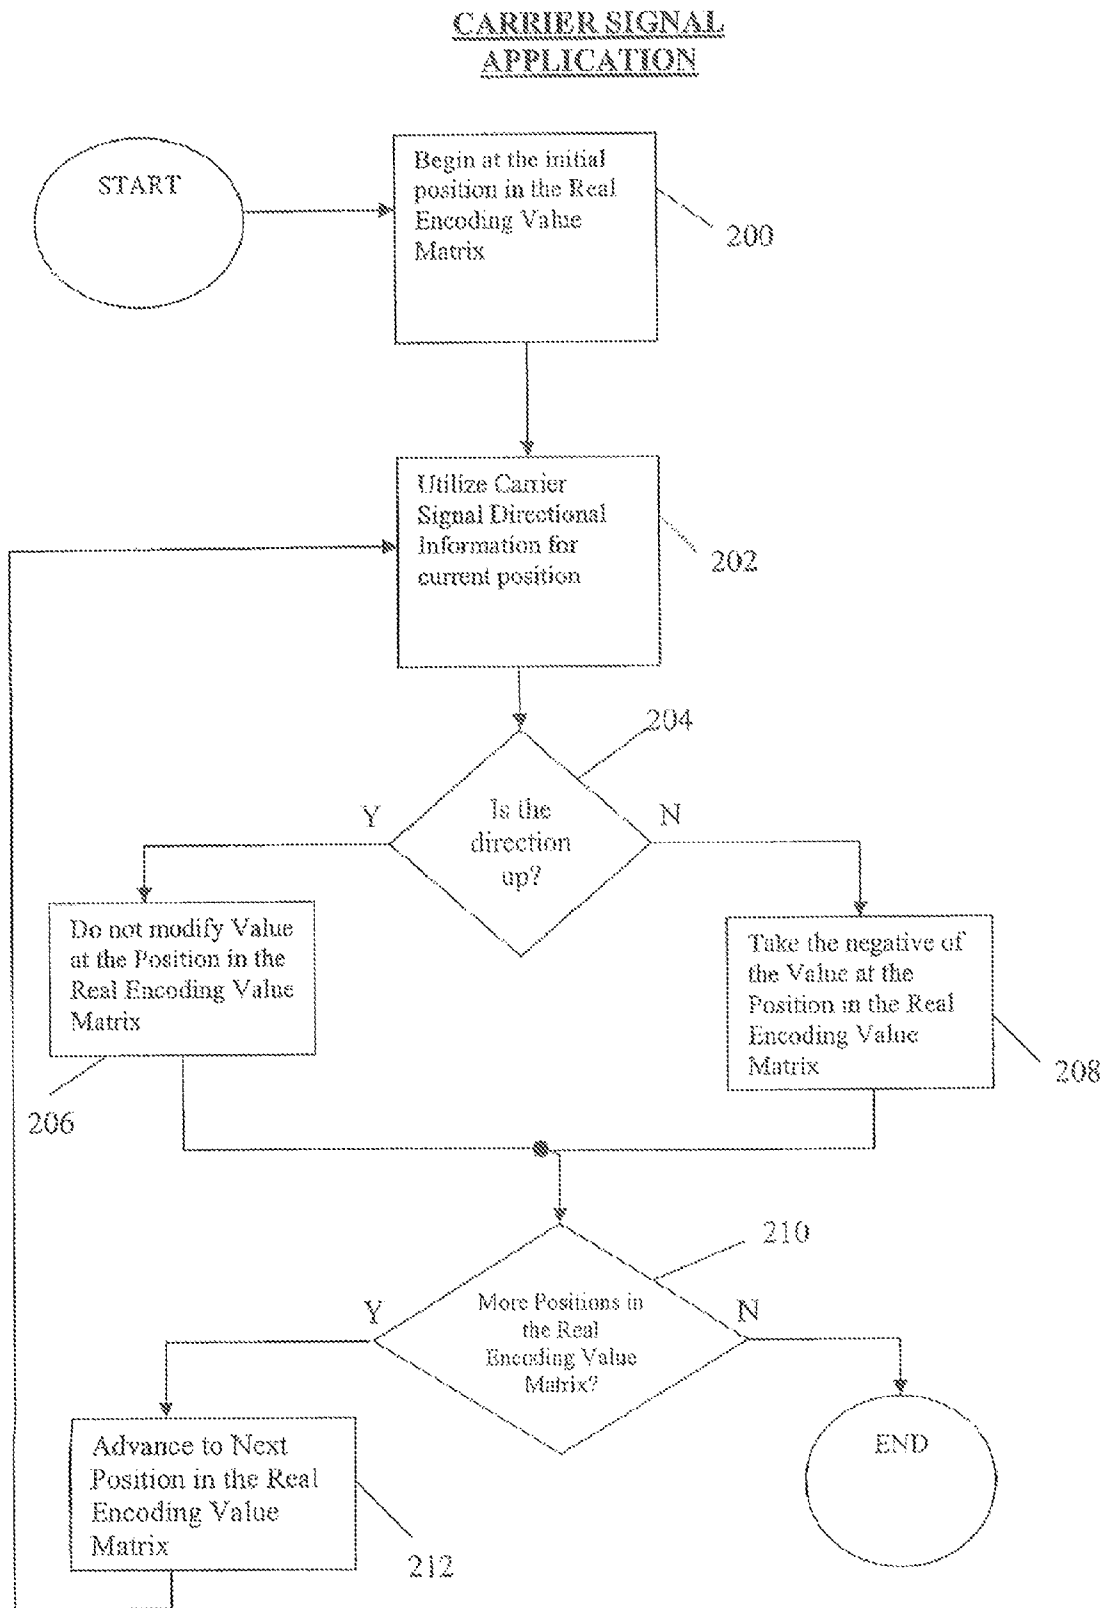 CARRIER SIGNAL
APPLICATION
START
Begin at the initial
position in the Real
Encoding Value
Matrix
200
Utilize Carrier
Signal Directional
Information for
current position
202
204
Is the
direction
up?
Y
N
Do not modify Value
at the Position in the
Real Encoding Value
Matrix
206
Take the negative of
the Value at the
Position in the Real
Encoding Value
Matrix
208
210
More Positions in
the Real
Encoding Value
Matrix?
Y
N
Advance to Next
Position in the Real
Encoding Value
Matrix
212
END